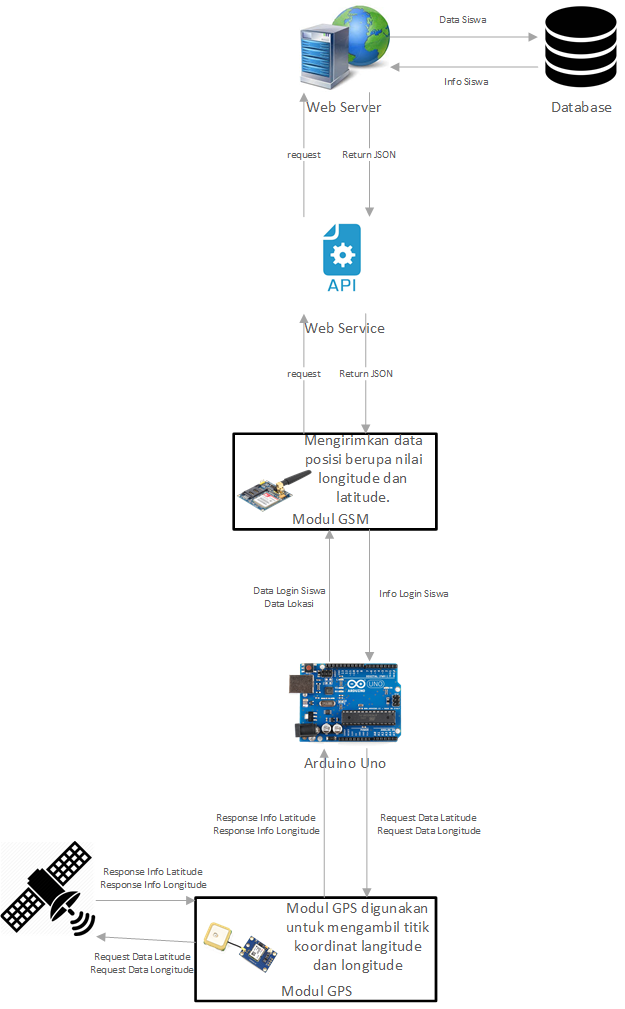 Data Siswa
Info Siswa
Web Server
Database
request
Return JSON
API
Web Service
request
Return JSON
Mengirimkan data
posisi berupa nilai
longitude dan
latitude.
Modul GSM
Data Login Siswa
Data Lokasi
Info Login Siswa
UNO
ARDUINO
Arduino Uno
Response Info Latitude
Response Info Longitude
Request Data Latitude
Request Data Longitude
Response Info Latitude
Response Info Longitude
Request Data Latitude
Request Data Longitude
Modul GPS digunakan
untuk mengambil titik
koordinat langitude
dan longitude
Modul GPS